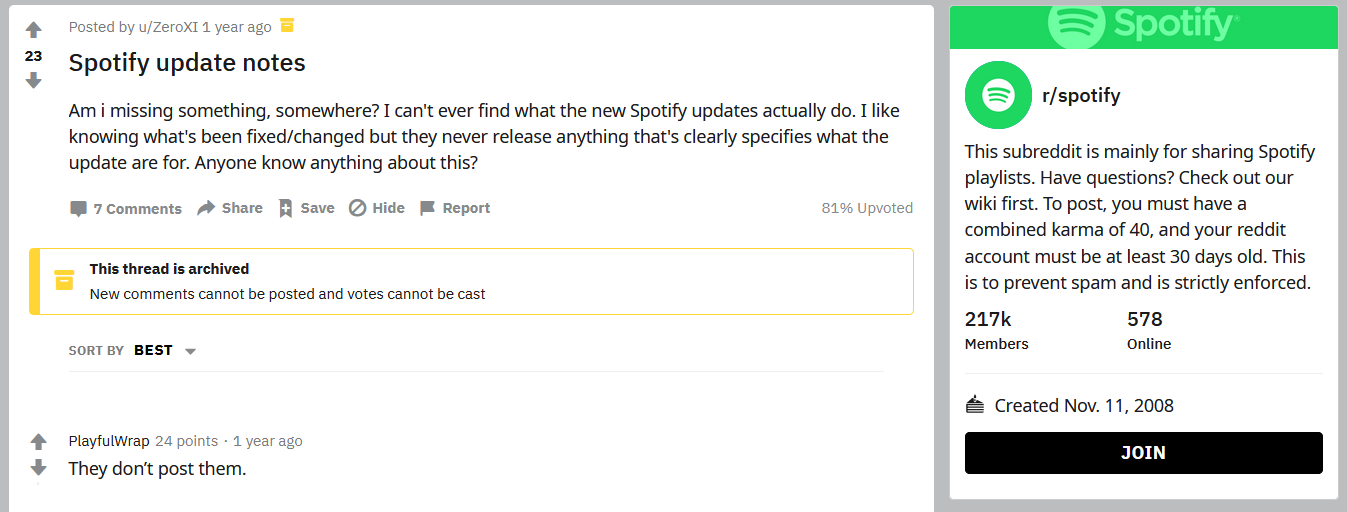 Posted by u/ZeroXI 1 year ago
23
Spotify update notes
Am i missing something, somewhere? I can't ever find what the new Spotify updates actually do. I like
knowing what's been fixed/changed but they never release anything that's clearly specifies what the
update are for. Anyone know anything about this?
7 Comments Share Save Hide Report 81% Upvoted
This thread is archived
New comments cannot be posted and votes cannot be cast
SORT BY BEST
PlayfulWrap 24 points · 1 year ago
They don’t post them.
Spotify®
r/spotify
This subreddit is mainly for sharing Spotify
playlists. Have questions? Check out our
wiki first. To post, you must have a
combined karma of 40, and your reddit
account must be at least 30 days old. This
is to prevent spam and is strictly enforced.
217k 578
Members Online
Created Nov. 11, 2008
JOIN